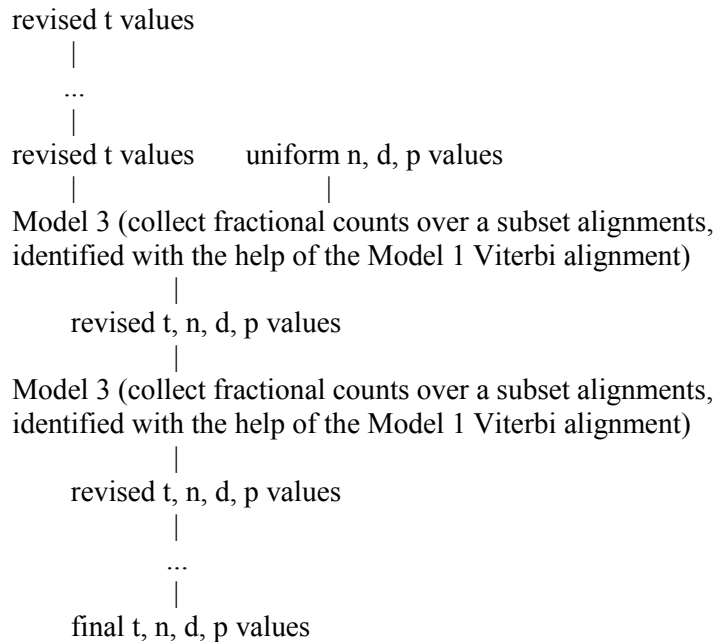 revised t values
|
...
|
revised t values uniform n, d, p values
| |
Model 3 (collect fractional counts over a subset alignments,
identified with the help of the Model 1 Viterbi alignment)
|
revised t, n, d, p values
|
Model 3 (collect fractional counts over a subset alignments,
identified with the help of the Model 1 Viterbi alignment)
|
revised t, n, d, p values
|
...
|
final t, n, d, p values